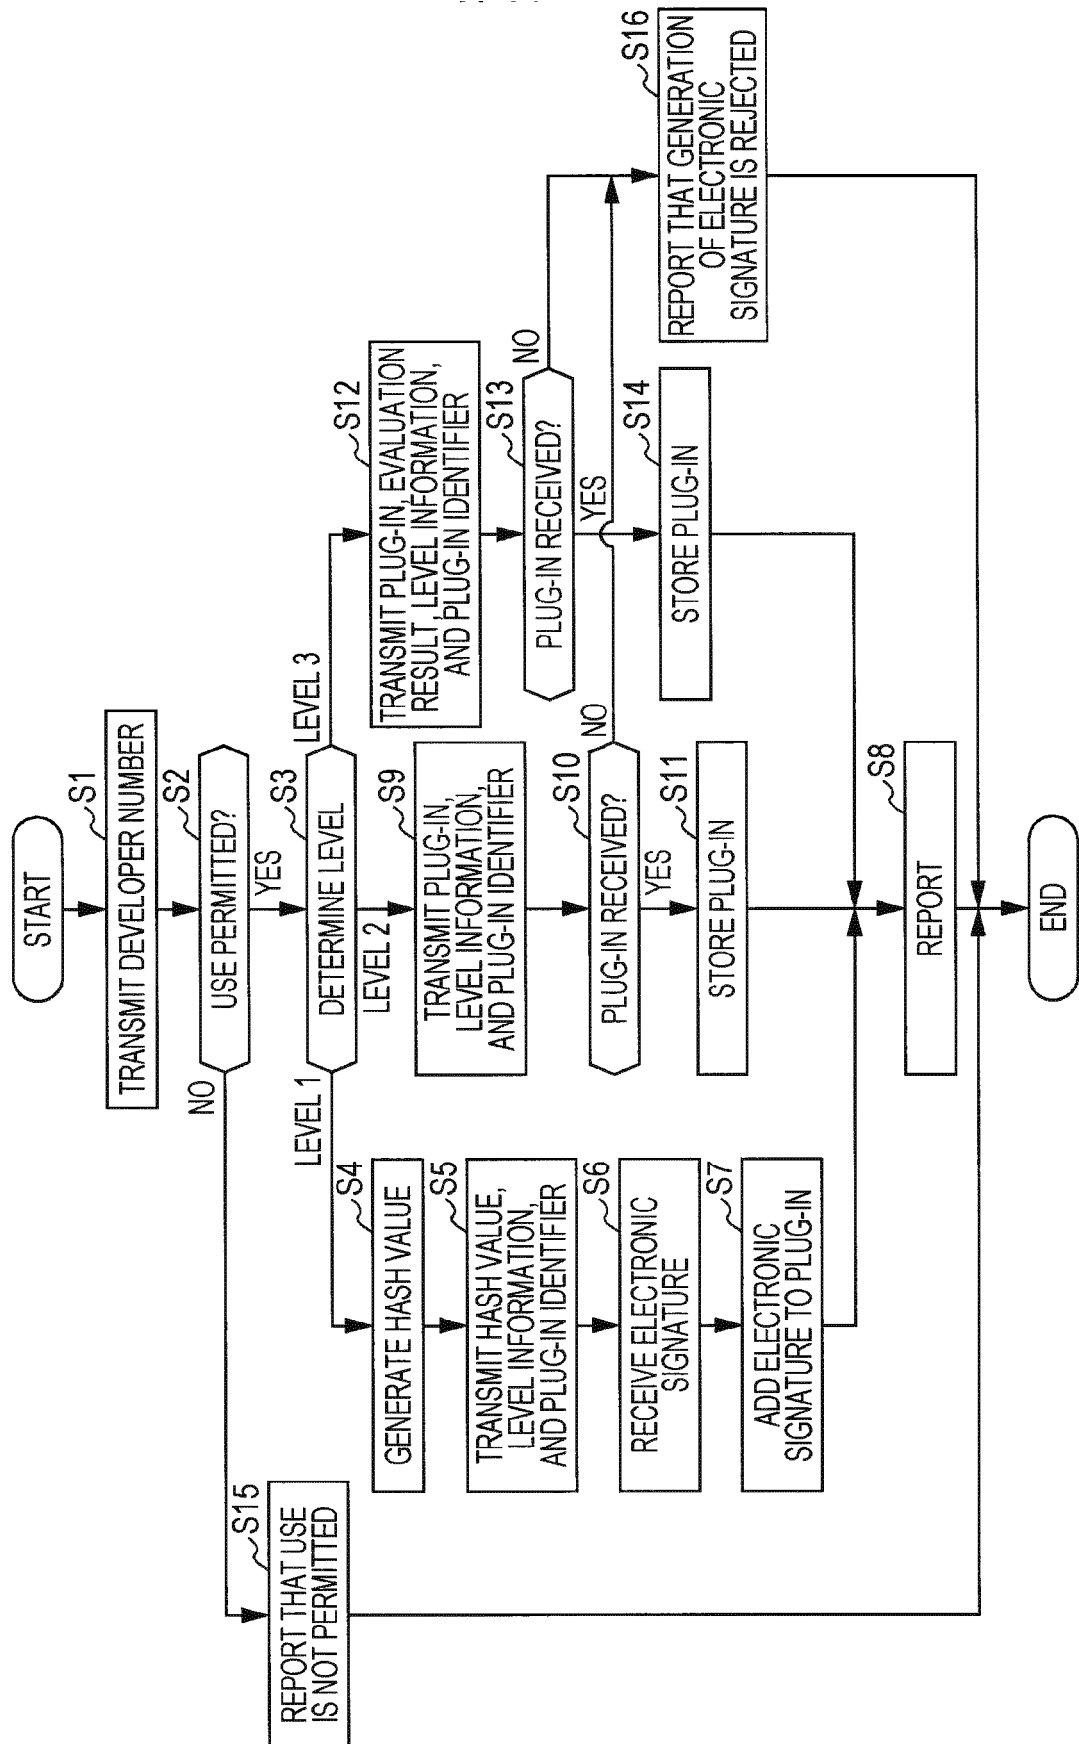 START
S1
TRANSMIT DEVELOPER NUMBER
S2
USE PERMITTED?
NO
YES
S3
DETERMINE LEVEL
LEVEL 1
LEVEL 2
LEVEL 3
S15
REPORT THAT USE
IS NOT PERMITTED
S4
GENERATE HASH VALUE
S5
TRANSMIT HASH VALUE,
LEVEL INFORMATION,
AND PLUG-IN IDENTIFIER
S6
RECEIVE ELECTRONIC
SIGNATURE
S7
ADD ELECTRONIC
SIGNATURE TO PLUG-IN
S9
TRANSMIT PLUG-IN,
LEVEL INFORMATION,
AND PLUG-IN IDENTIFIER
S10
PLUG-IN RECEIVED?
NO
YES
S11
STORE PLUG-IN
S12
TRANSMIT PLUG-IN, EVALUATION
RESULT, LEVEL INFORMATION,
AND PLUG-IN IDENTIFIER
S13
PLUG-IN RECEIVED?
NO
YES
S14
STORE PLUG-IN
S16
REPORT THAT GENERATION
OF ELECTRONIC
SIGNATURE IS REJECTED
S8
REPORT
END